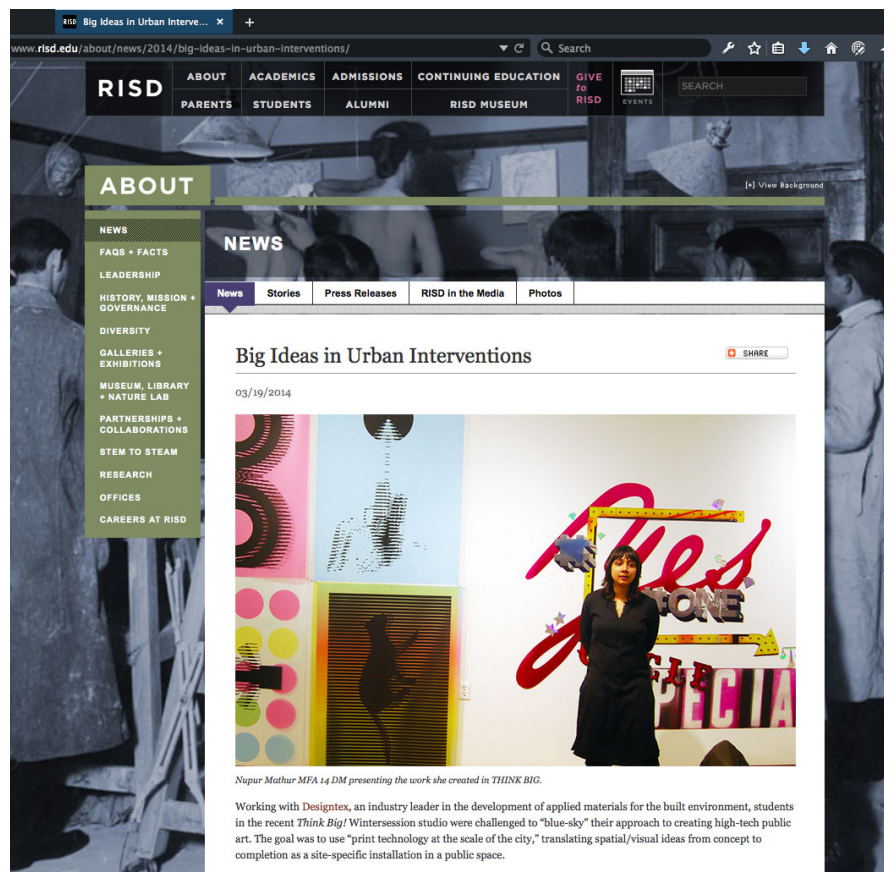 RISD Big Ideas in Urban Interve... × +
www.risd.edu/about/news/2014/big-ideas-in-urban-interventions/ Search
RISD
ABOUT ACADEMICS ADMISSIONS CONTINUING EDUCATION
PARENTS STUDENTS ALUMNI RISD MUSEUM
GIVE
to
RISD
EVENTS
SEARCH
ABOUT
[+] View Background
NEWS
FAQS + FACTS
LEADERSHIP
HISTORY, MISSION +
GOVERNANCE
DIVERSITY
GALLERIES +
EXHIBITIONS
MUSEUM, LIBRARY
+ NATURE LAB
PARTNERSHIPS +
COLLABORATIONS
STEM TO STEAM
RESEARCH
OFFICES
CAREERS AT RISD
NEWS
News Stories Press Releases RISD in the Media Photos
Big Ideas in Urban Interventions
SHARE
03/19/2014
yes
ONE
SPECIA
Nupur Mathur MFA 14 DM presenting the work she created in THINK BIG.
Working with Designtex, an industry leader in the development of applied materials for the built environment, students
in the recent Think Big! Wintersession studio were challenged to “blue-sky” their approach to creating high-tech public
art. The goal was to use “print technology at the scale of the city,” translating spatial/visual ideas from concept to
completion as a site-specific installation in a public space.